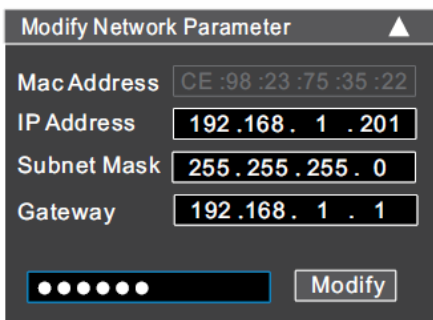 Modify Network Parameter
Mac Address CE :98 :23 :75 :35 :22
IP Address 192 .168 . 1 .201
Subnet Mask 255 . 255 . 255 . 0
Gateway 192 .168 . 1 . 1
●●●●●● Modify